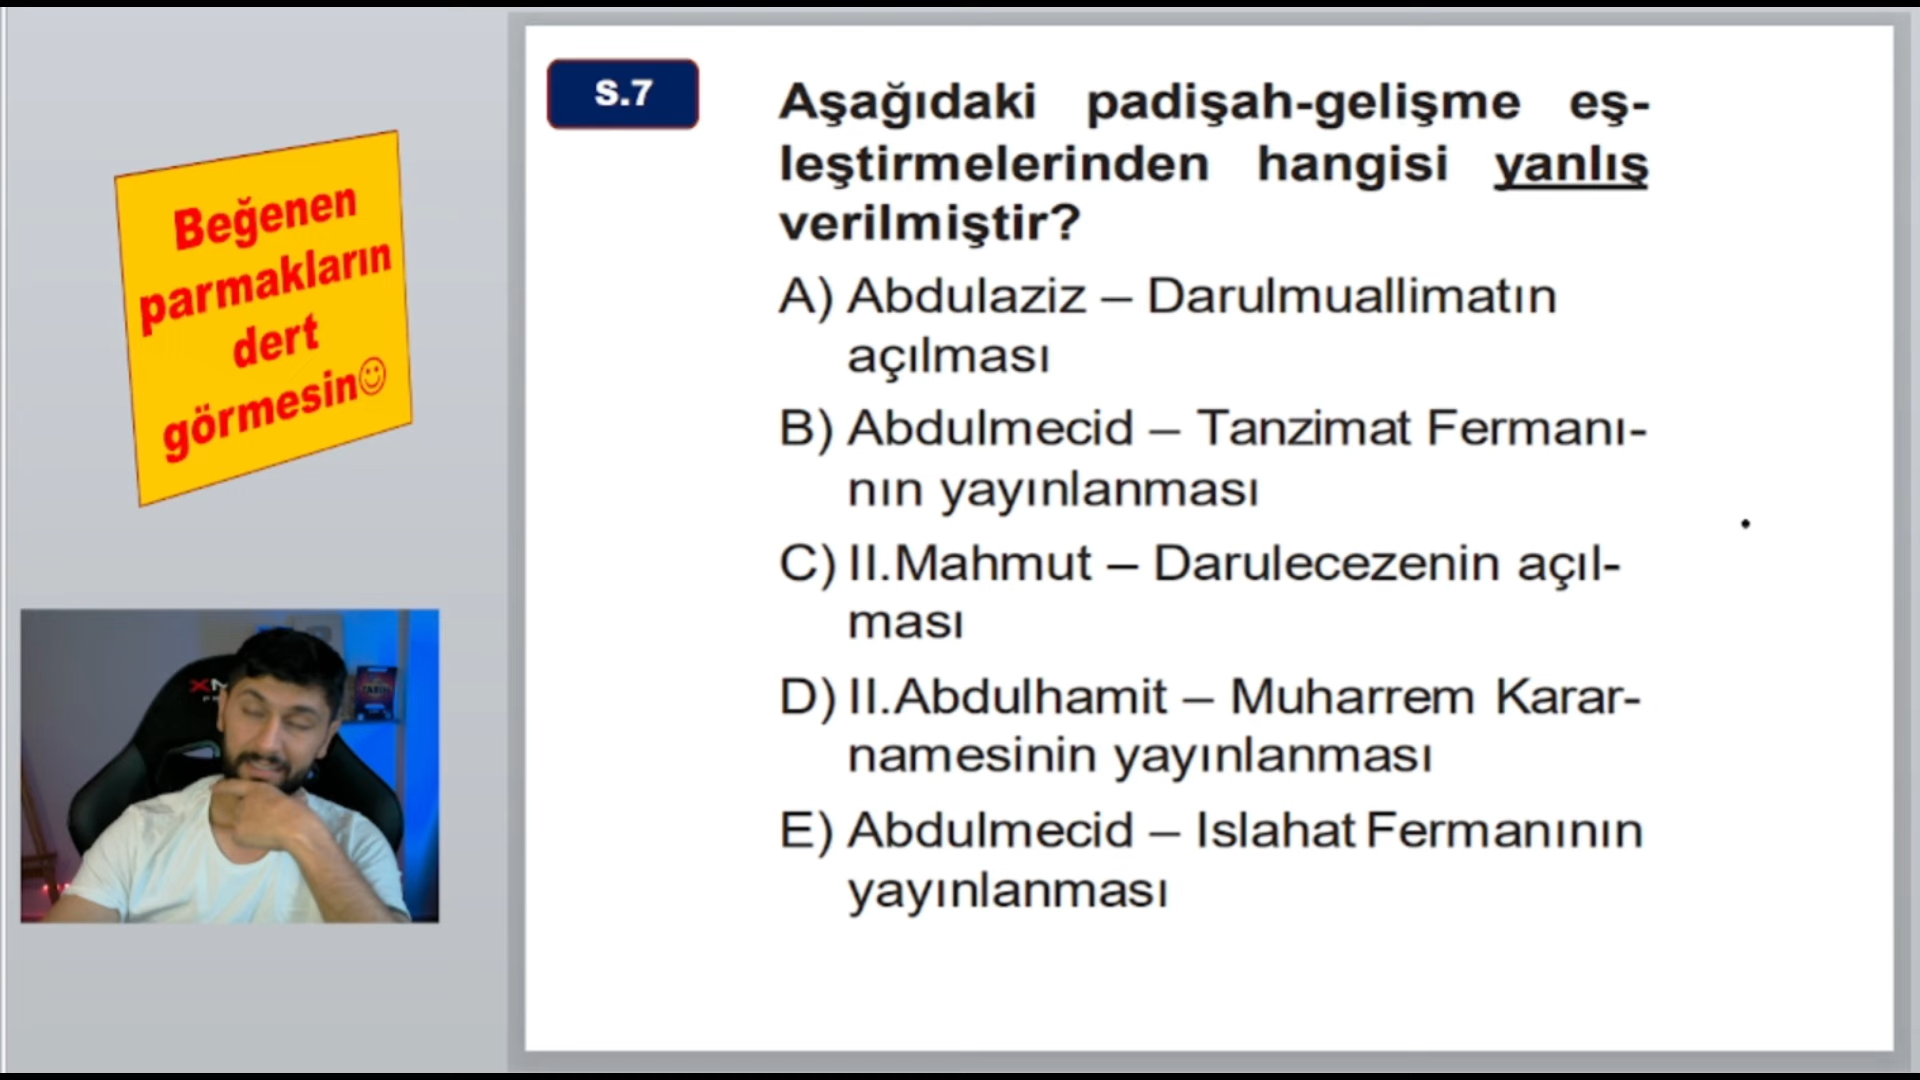 S.7
Aşağıdaki padişah-gelişme eş-
leştirmelerinden hangisi yanlış
verilmiştir?
A) Abdulaziz – Darulmuallimatın
açılması
B) Abdulmecid – Tanzimat Fermanı-
nın yayınlanması
C) II.Mahmut – Darulecezenin açıl-
ması
D) II.Abdulhamit – Muharrem Karar-
namesinin yayınlanması
E) Abdulmecid – Islahat Fermanının
yayınlanması
Beğenen
parmakların
dert
görmesin☺
TARİH